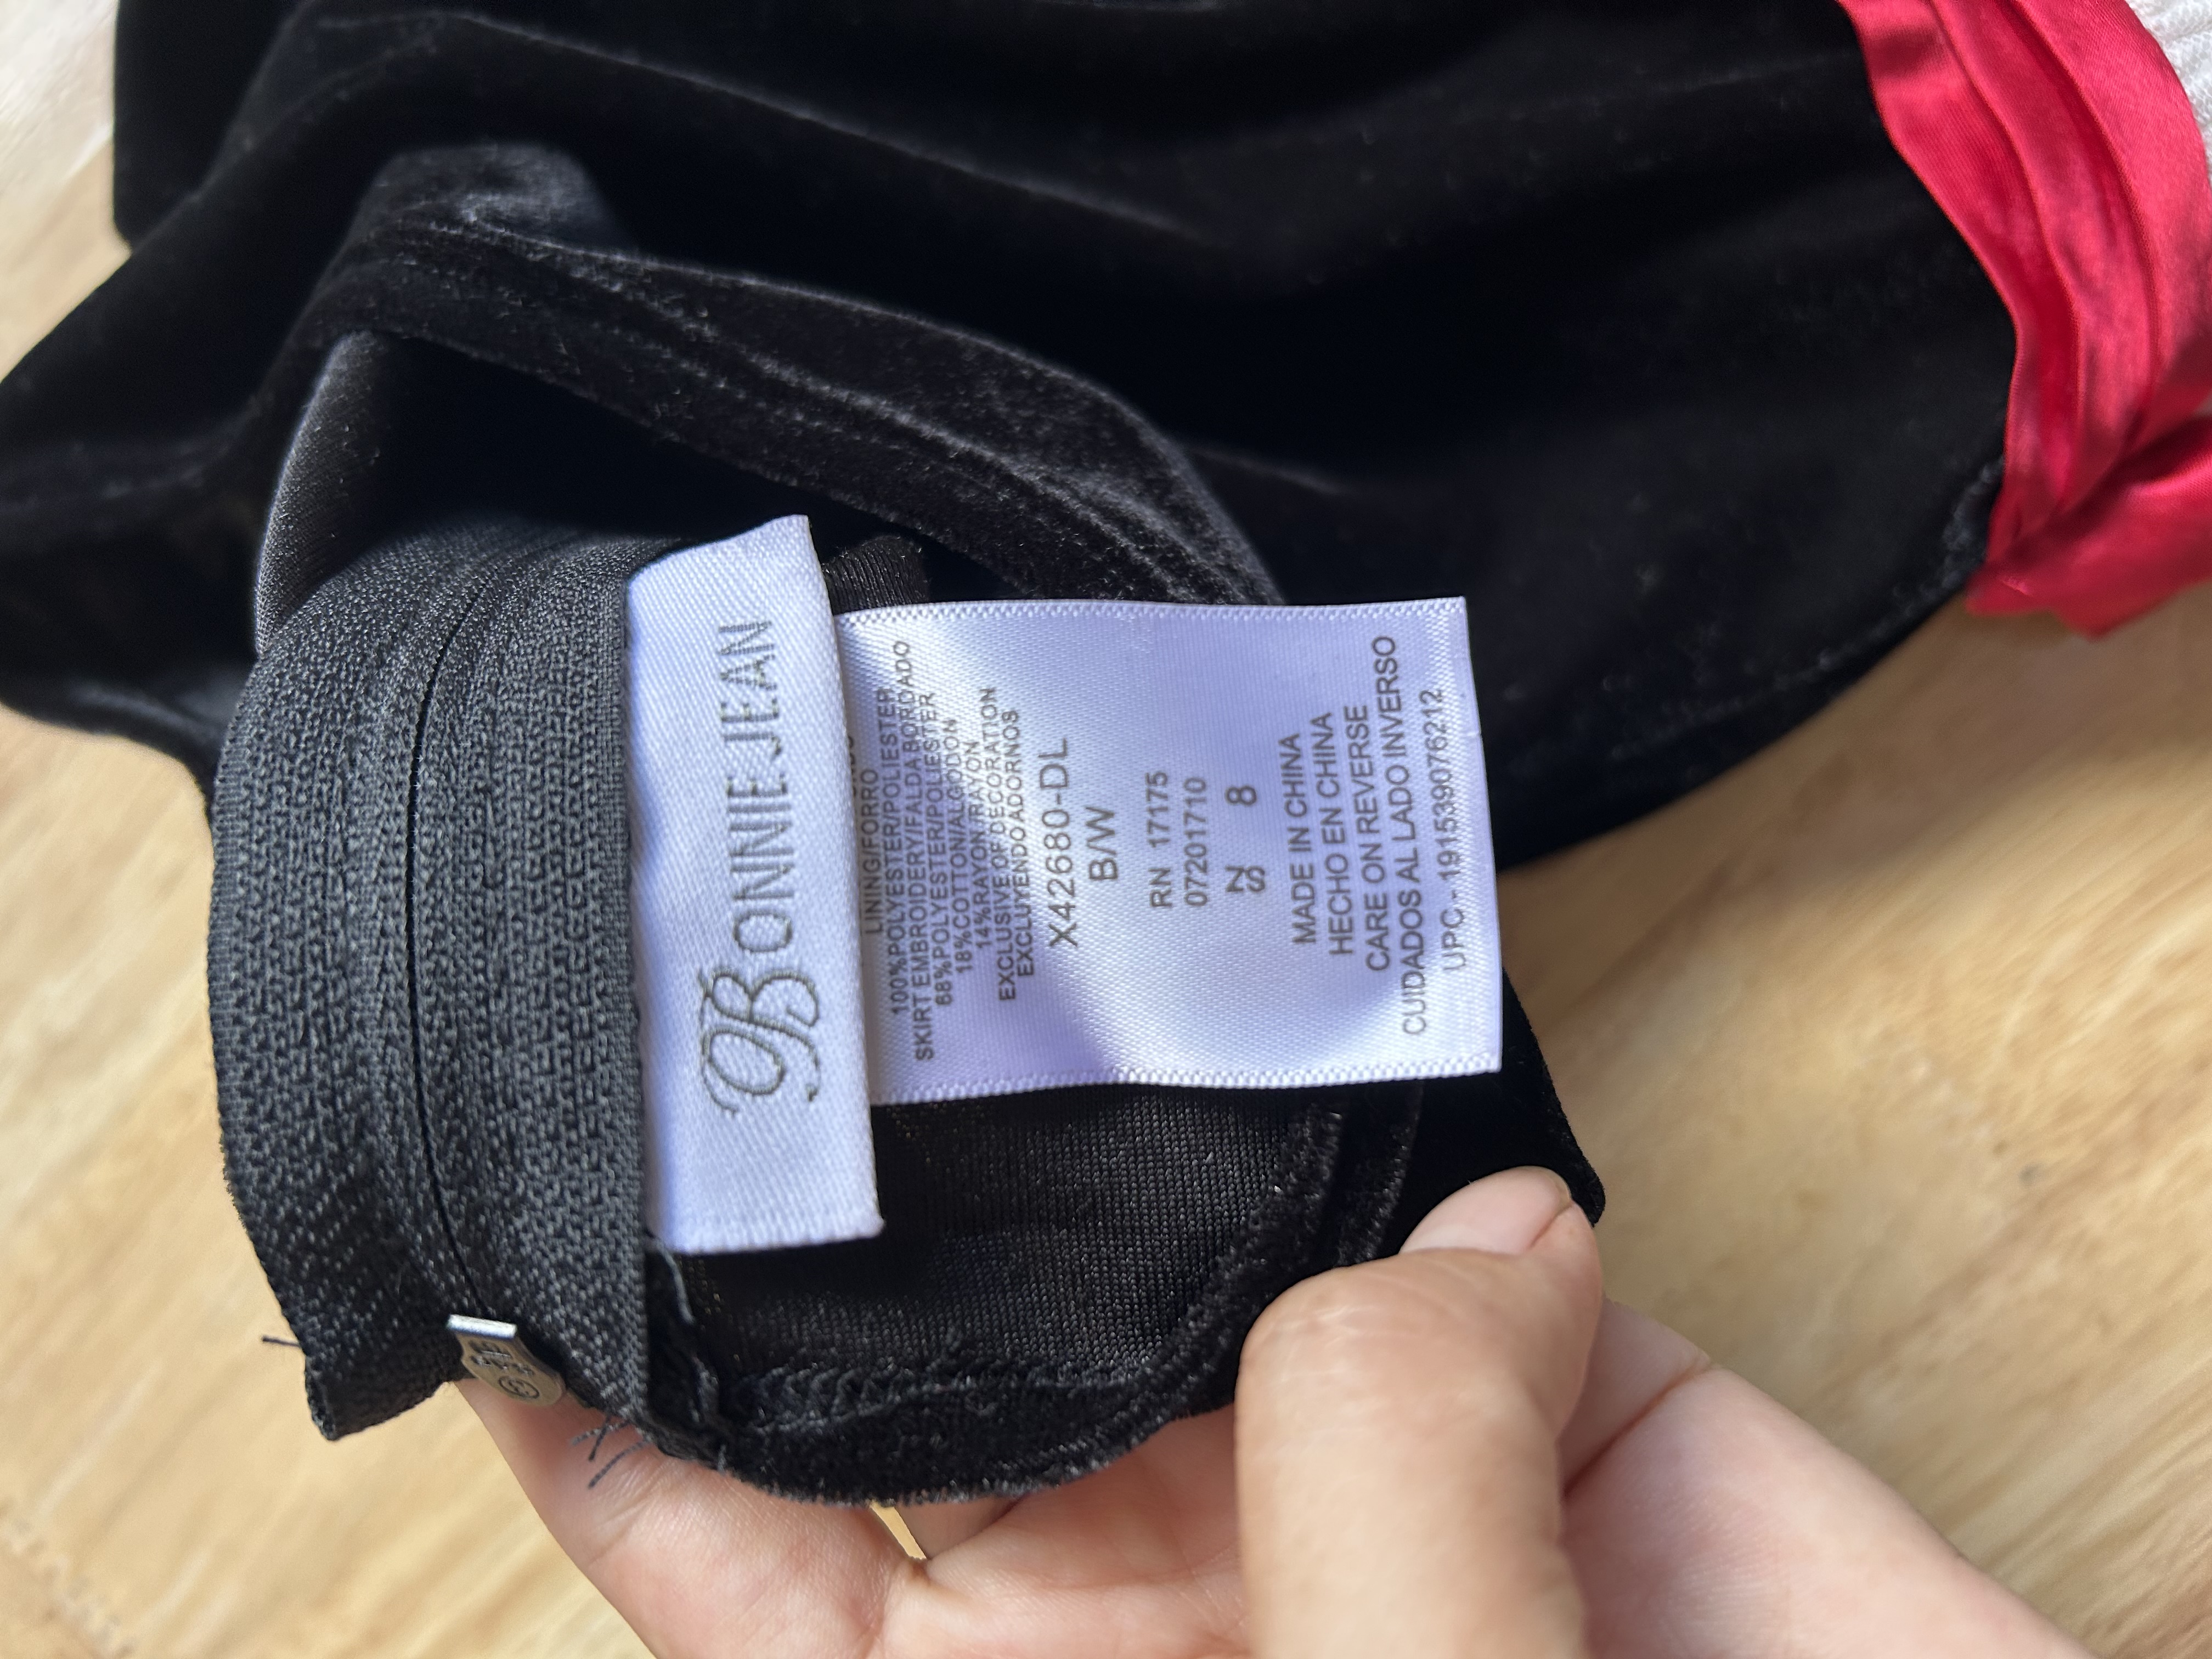 BONNIE JEAN
LINING/FORRO
100%POLYESTER/POLIESTER
SKIRT EMBROIDERY/FALDA BORDADO
68%POLYESTER/POLIESTER
18%COTTON/ALGODON
14%RAYON/RAYON
EXCLUSIVE OF DECORATION
EXCLUYENDO ADORNOS
X42680-DL
B/W
RN 17175
07201710
NS 8
MADE IN CHINA
HECHO EN CHINA
CARE ON REVERSE
CUIDADOS AL LADO INVERSO
UPC - 191539076212